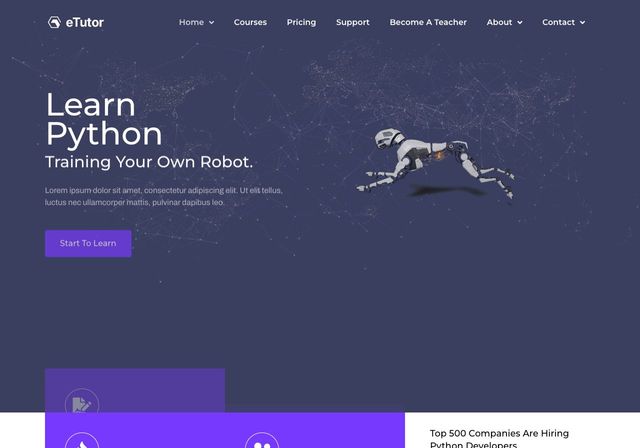 eTutor
Home Courses Pricing Support Become A Teacher About Contact
Learn
Python
Training Your Own Robot.
Lorem ipsum dolor sit amet, consectetur adipiscing elit. Ut elit tellus,
luctus nec ullamcorper mattis, pulvinar dapibus leo.
Start To Learn
Top 500 Companies Are Hiring
Python Developers